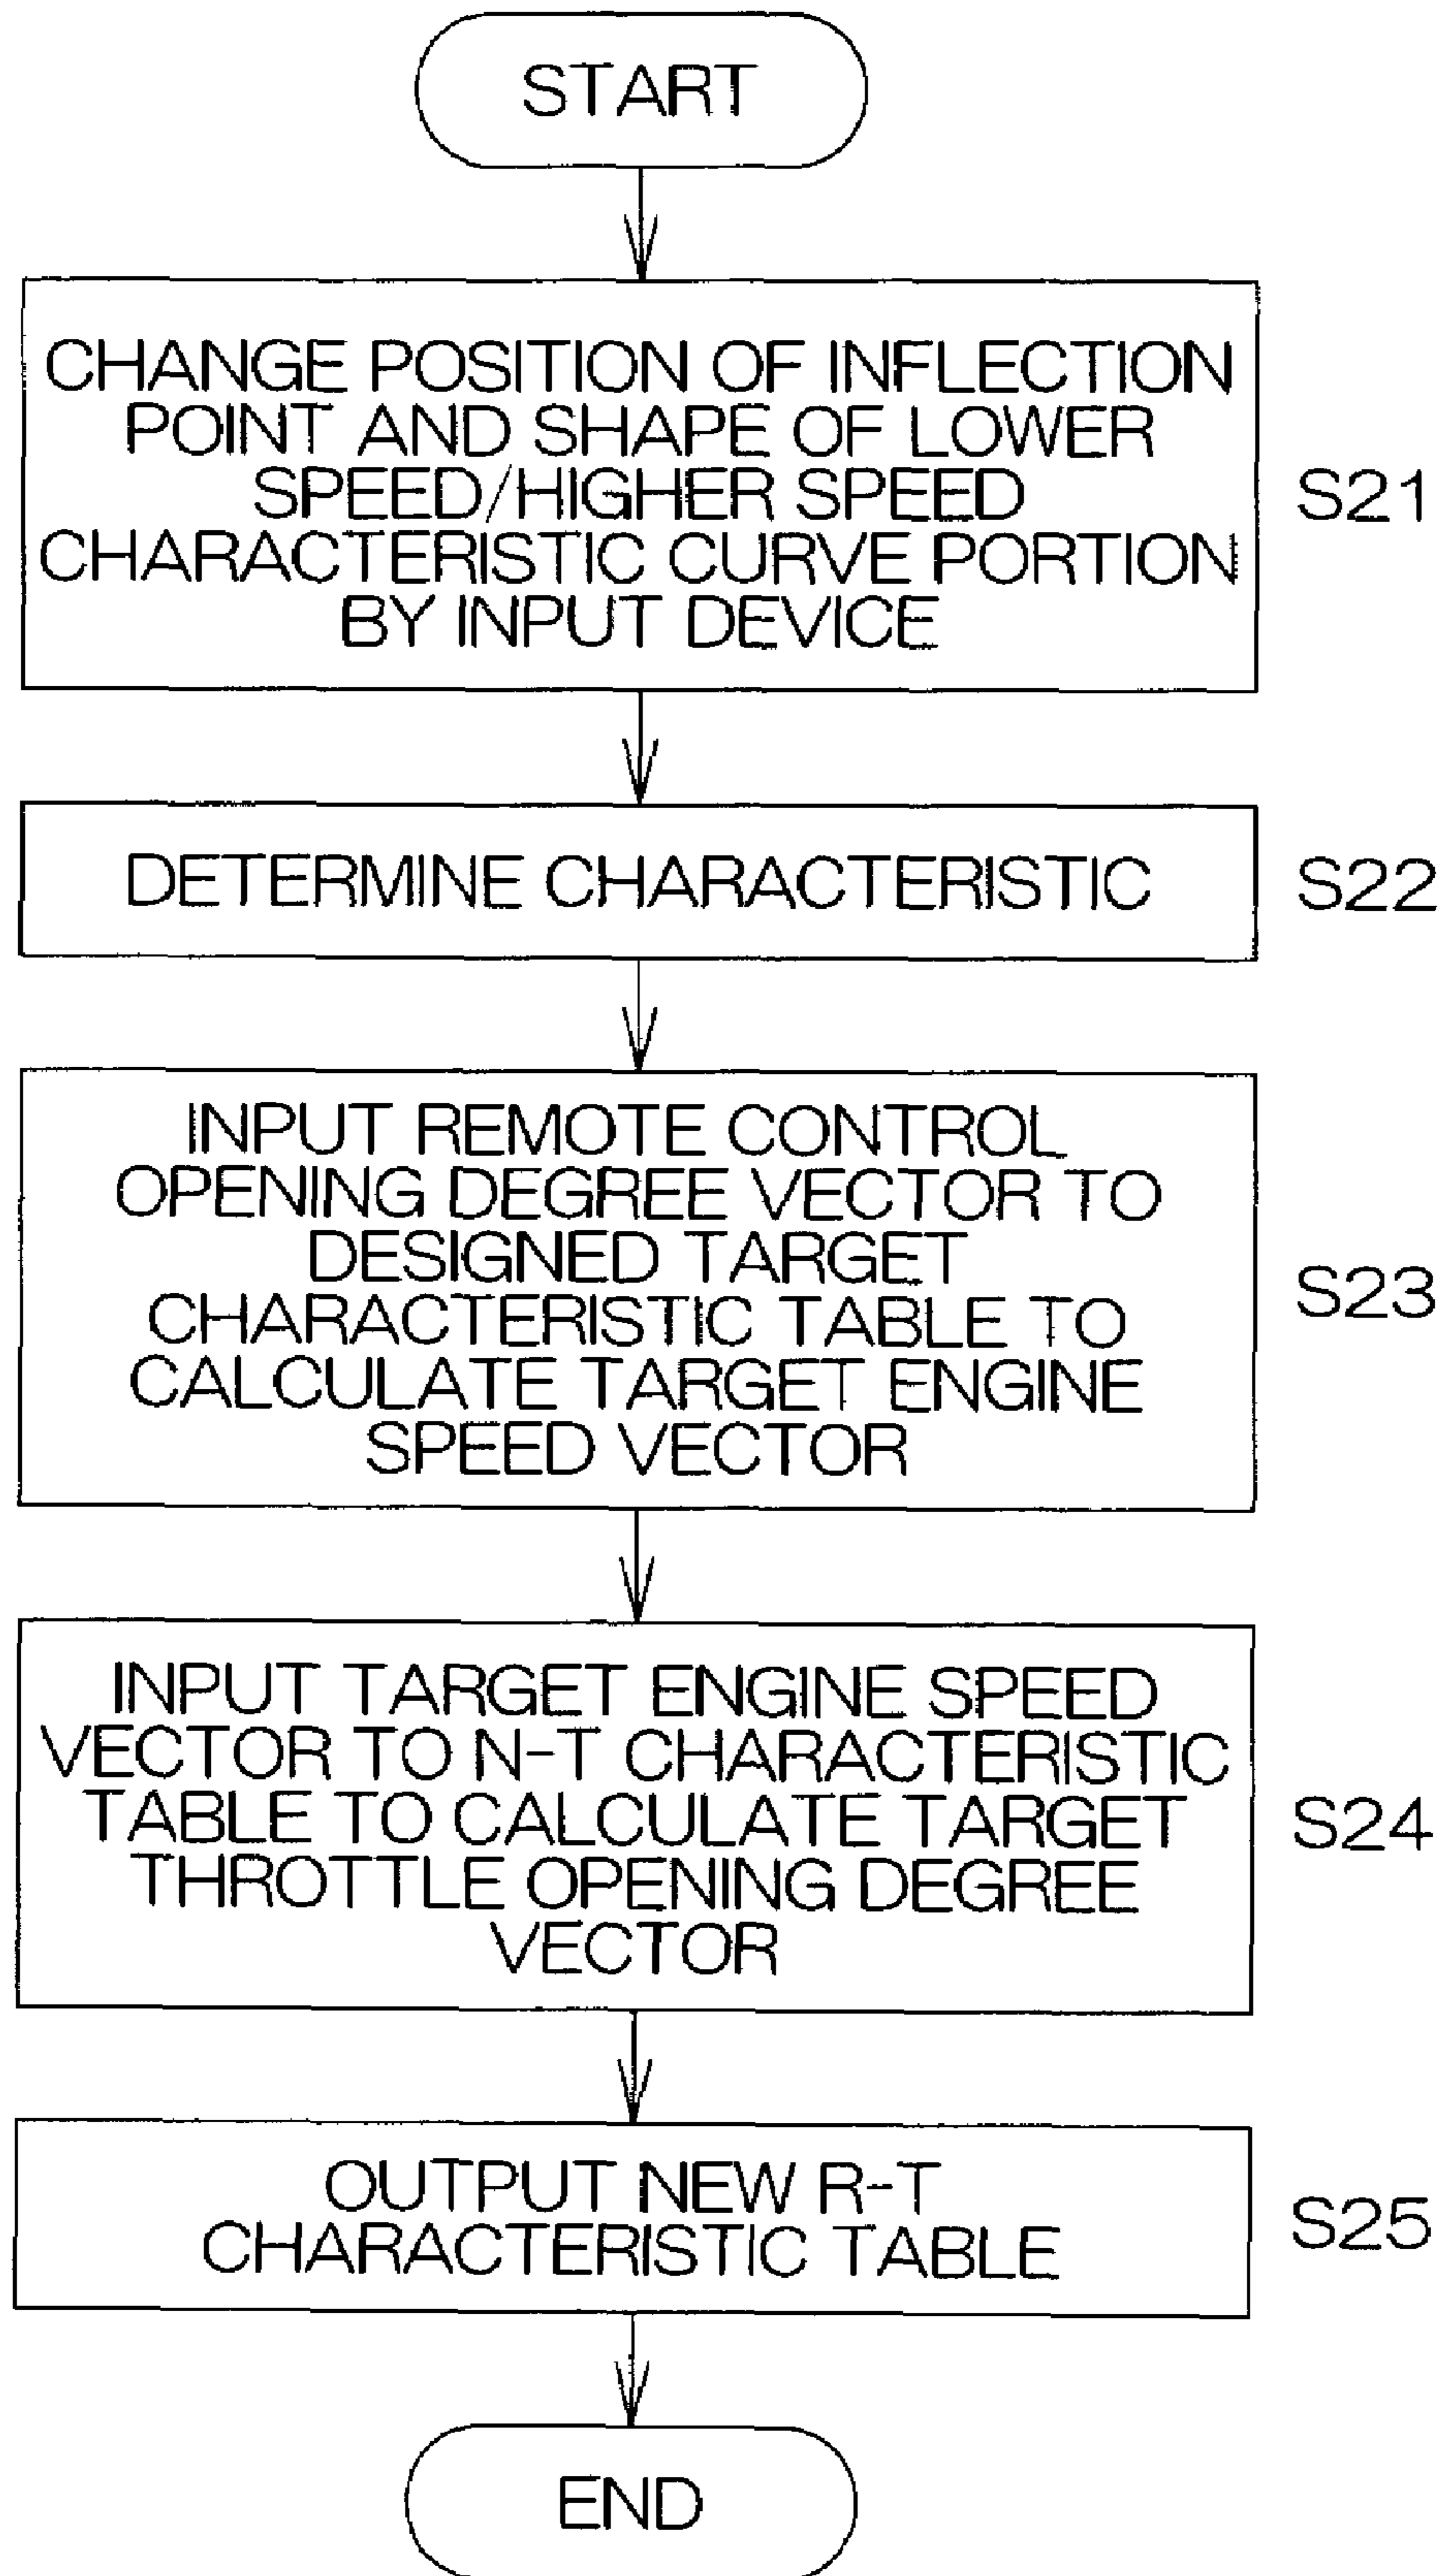 START
CHANGE POSITION OF INFLECTION
POINT AND SHAPE OF LOWER
SPEED/HIGHER SPEED
CHARACTERISTIC CURVE PORTION
BY INPUT DEVICE
S21
DETERMINE CHARACTERISTIC
S22
INPUT REMOTE CONTROL
OPENING DEGREE VECTOR TO
DESIGNED TARGET
CHARACTERISTIC TABLE TO
CALCULATE TARGET ENGINE
SPEED VECTOR
S23
INPUT TARGET ENGINE SPEED
VECTOR TO N-T CHARACTERISTIC
TABLE TO CALCULATE TARGET
THROTTLE OPENING DEGREE
VECTOR
S24
OUTPUT NEW R-T
CHARACTERISTIC TABLE
S25
END